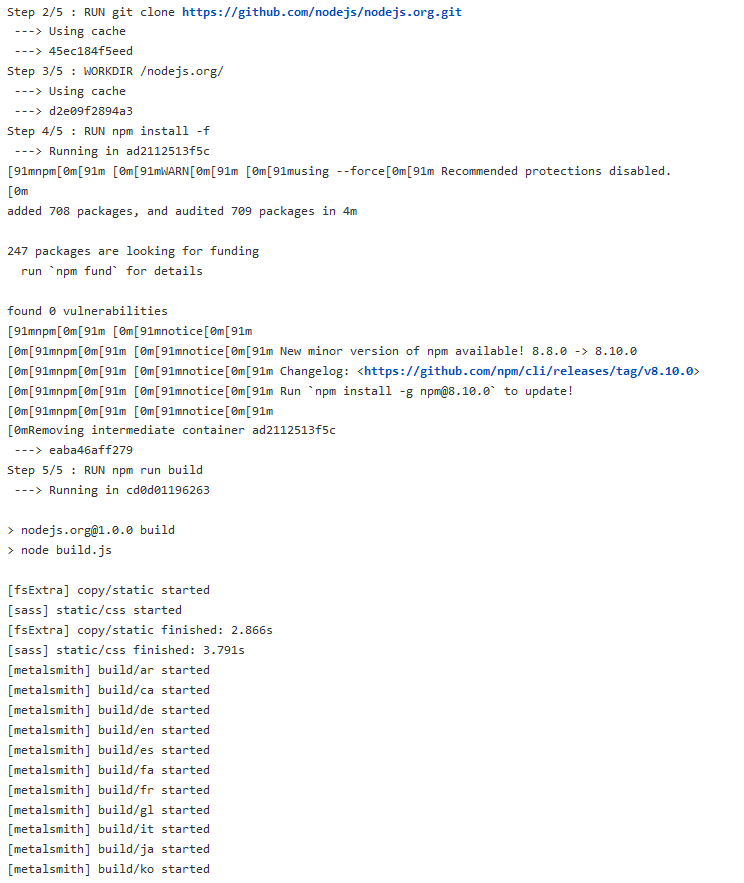 Step 2/5 : RUN git clone https://github.com/nodejs/nodejs.org.git
 ---> Using cache
 ---> 45ec184f5eed
Step 3/5 : WORKDIR /nodejs.org/
 ---> Using cache
 ---> d2e09f2894a3
Step 4/5 : RUN npm install -f
 ---> Running in ad2112513f5c
[91mnpm[0m[91m [0m[91mWARN[0m[91m [0m[91musing --force[0m[91m Recommended protections disabled.
[0m
added 708 packages, and audited 709 packages in 4m

247 packages are looking for funding
  run `npm fund` for details

found 0 vulnerabilities
[91mnpm[0m[91m [0m[91mnotice[0m[91m
[0m[91mnpm[0m[91m [0m[91mnotice[0m[91m New minor version of npm available! 8.8.0 -> 8.10.0
[0m[91mnpm[0m[91m [0m[91mnotice[0m[91m Changelog: <https://github.com/npm/cli/releases/tag/v8.10.0>
[0m[91mnpm[0m[91m [0m[91mnotice[0m[91m Run `npm install -g npm@8.10.0` to update!
[0m[91mnpm[0m[91m [0m[91mnotice[0m[91m
[0mRemoving intermediate container ad2112513f5c
 ---> eaba46aff279
Step 5/5 : RUN npm run build
 ---> Running in cd0d01196263

> nodejs.org@1.0.0 build
> node build.js

[fsExtra] copy/static started
[sass] static/css started
[fsExtra] copy/static finished: 2.866s
[sass] static/css finished: 3.791s
[metalsmith] build/ar started
[metalsmith] build/ca started
[metalsmith] build/de started
[metalsmith] build/en started
[metalsmith] build/es started
[metalsmith] build/fa started
[metalsmith] build/fr started
[metalsmith] build/gl started
[metalsmith] build/it started
[metalsmith] build/ja started
[metalsmith] build/ko started